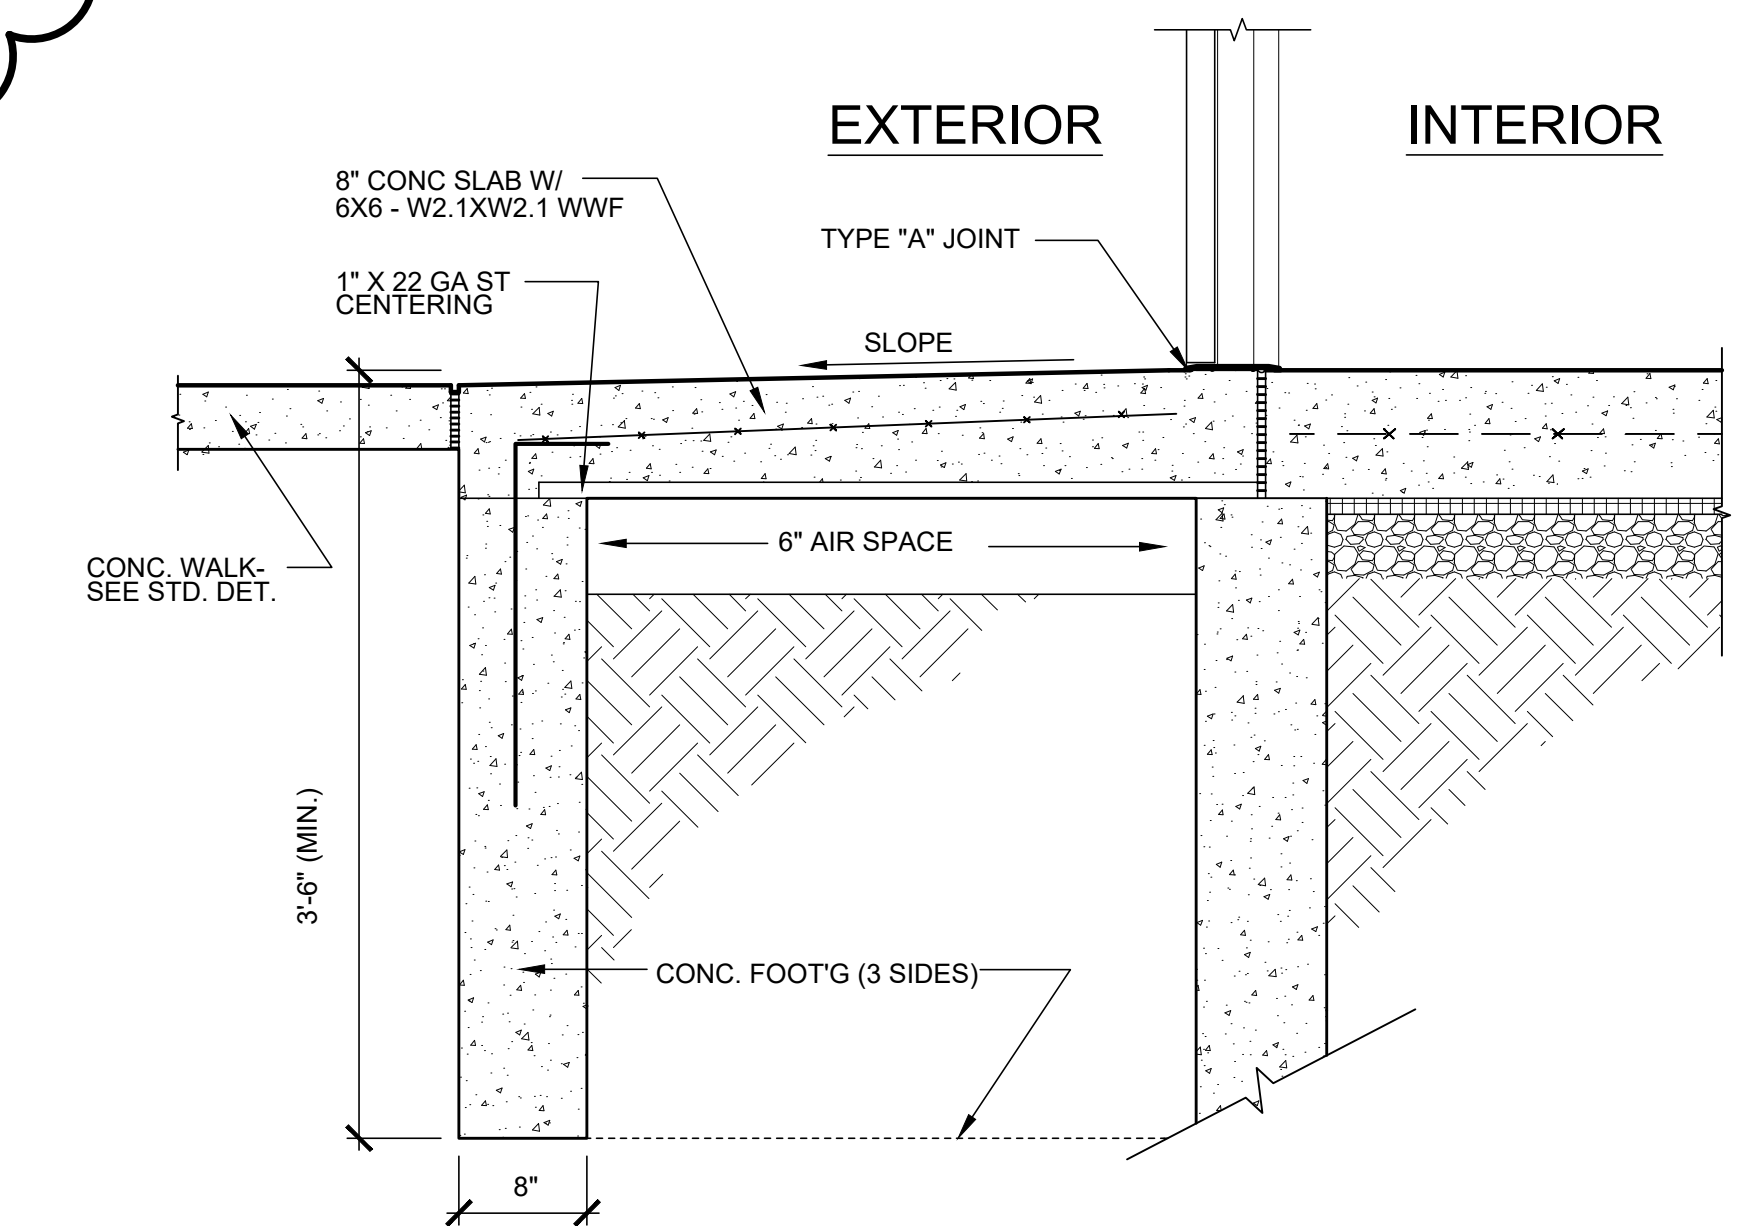 EXTERIOR
INTERIOR
8" CONC SLAB W/
6X6 - W2.1XW2.1 WWF
TYPE "A" JOINT
1" X 22 GA ST
CENTERING
SLOPE
6" AIR SPACE
CONC. WALK-
SEE STD. DET.
3'-6" (MIN.)
CONC. FOOT'G (3 SIDES)
8"